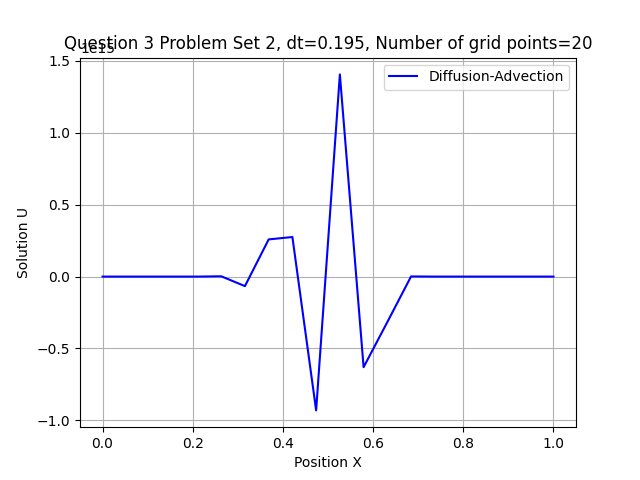 Question 3 Problem Set 2, dt=0.195, Number of grid points=20
1e15
Diffusion-Advection
1.5
1.0
0.5
0.0
−0.5
−1.0
Solution U
0.0 0.2 0.4 0.6 0.8 1.0
Position X